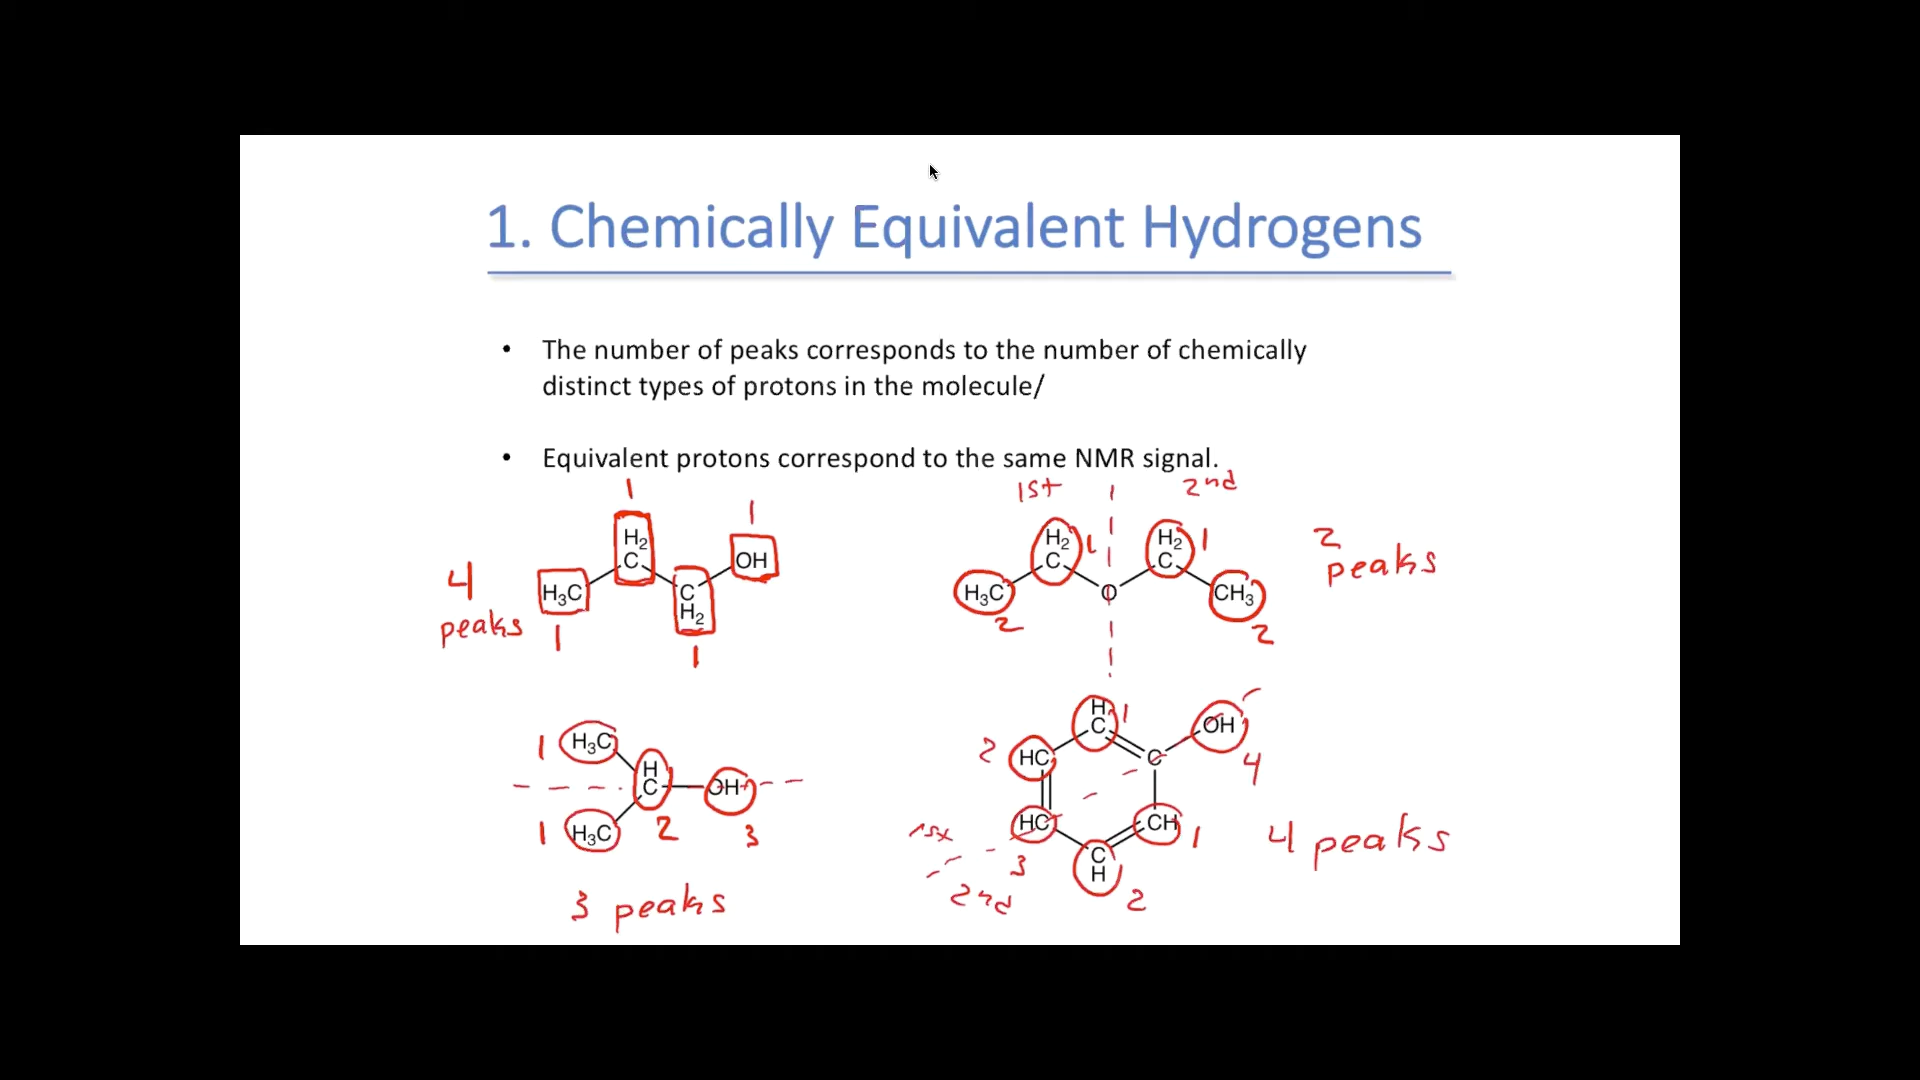 1. Chemically Equivalent Hydrogens
• The number of peaks corresponds to the number of chemically
distinct types of protons in the molecule/
• Equivalent protons correspond to the same NMR signal.
1
1
H2
C
OH
H3C
C
H2
4
peaks
1
1
1st
2nd
H2
C
1
H2
C
1
H3C
O
CH3
2
2
2
peaks
1
H3C
H
C
OH
1
H3C
2
3
3 peaks
H
C
1
OH
2
HC
C
4
HC
CH
1
1st
3
C
H
2nd
2
4 peaks